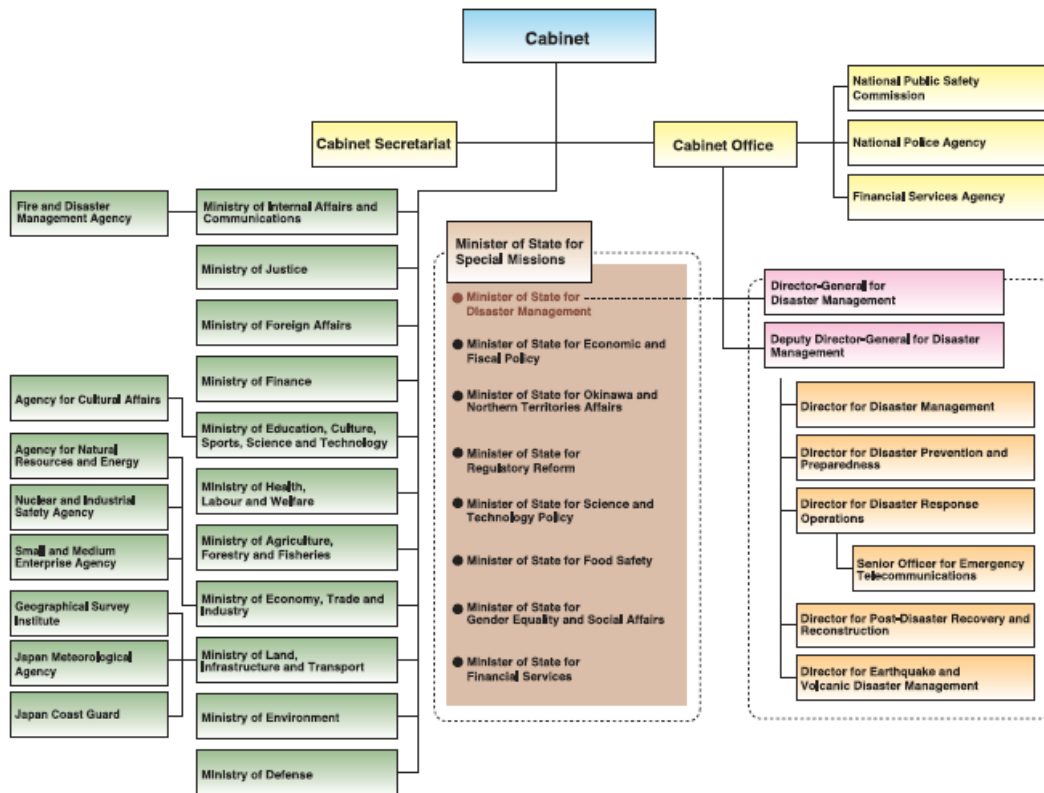 Cabinet
Cabinet Secretariat
Cabinet Office
National Public Safety
Commission
National Police Agency
Financial Services Agency
Fire and Disaster
Management Agency
Ministry of Internal Affairs and
Communications
Ministry of Justice
Ministry of Foreign Affairs
Ministry of Finance
Agency for Cultural Affairs
Ministry of Education, Culture,
Sports, Science and Technology
Agency for Natural
Resources and Energy
Nuclear and Industrial
Safety Agency
Small and Medium
Enterprise Agency
Ministry of Health,
Labour and Welfare
Ministry of Agriculture,
Forestry and Fisheries
Ministry of Economy, Trade and
Industry
Geographical Survey
Institute
Japan Meteorological
Agency
Japan Coast Guard
Ministry of Land,
Infrastructure and Transport
Ministry of Environment
Ministry of Defense
Minister of State for
Special Missions
● Minister of State for
Disaster Management
● Minister of State for Economic and
Fiscal Policy
● Minister of State for Okinawa and
Northern Territories Affairs
● Minister of State for
Regulatory Reform
● Minister of State for Science and
Technology Policy
● Minister of State for Food Safety
● Minister of State for
Gender Equality and Social Affairs
● Minister of State for
Financial Services
Director-General for
Disaster Management
Deputy Director-General for Disaster
Management
Director for Disaster Management
Director for Disaster Prevention and
Preparedness
Director for Disaster Response
Operations
Senior Officer for Emergency
Telecommunications
Director for Post-Disaster Recovery and
Reconstruction
Director for Earthquake and
Volcanic Disaster Management